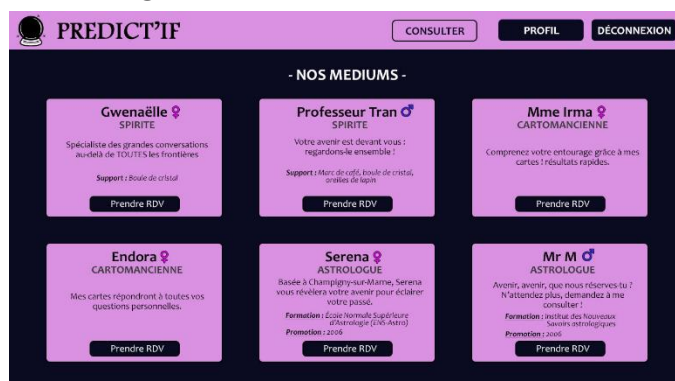 PREDICT'IF
CONSULTER
PROFIL
DÉCONNEXION
- NOS MEDIUMS -
Gwenaëlle
SPIRITE
Spécialiste des grandes conversations
au-delà de TOUTES les frontières
Support : Boule de cristal
Prendre RDV
Professeur Tran
SPIRITE
Votre avenir est devant vous :
regardons-le ensemble !
Support : Marc de café, boule de cristal,
oreilles de lapin
Prendre RDV
Mme Irma
CARTOMANCIENNE
Comprenez votre entourage grâce à mes
cartes ! résultats rapides.
Prendre RDV
Endora
CARTOMANCIENNE
Mes cartes répondront à toutes vos
questions personnelles.
Prendre RDV
Serena
ASTROLOGUE
Basée à Champigny-sur-Marne, Serena
vous révèlera votre avenir pour éclairer
votre passé.
Formation : École Normale Supérieure
d'Astrologie (ENS-Astro)
Promotion : 2006
Prendre RDV
Mr M
ASTROLOGUE
Avenir, avenir, que nous réserves-tu ?
N'attendez plus, demandez à me
consulter !
Formation : Institut des Nouveaux
Savoirs astrologiques
Promotion : 2006
Prendre RDV